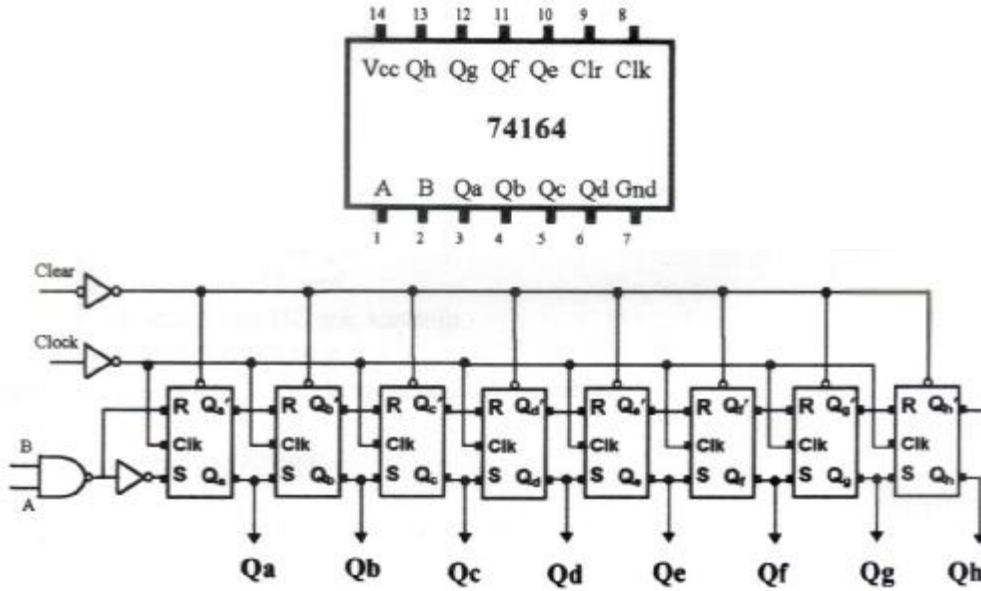 14 13 12 11 10 9 8
Vcc Qh Qg Qf Qe Clr Clk
74164
A B Qa Qb Qc Qd Gnd
1 2 3 4 5 6 7
Clear
Clock
R Qa' R Qb' R Qc' R Qd' R Qe' R Qf' R Qg' R Qh'
Clk Clk Clk Clk Clk Clk Clk Clk
B
S Qa S Qb S Qc S Qd S Qe S Qf S Qg S Qh
A
Qa Qb Qc Qd Qe Qf Qg Qh